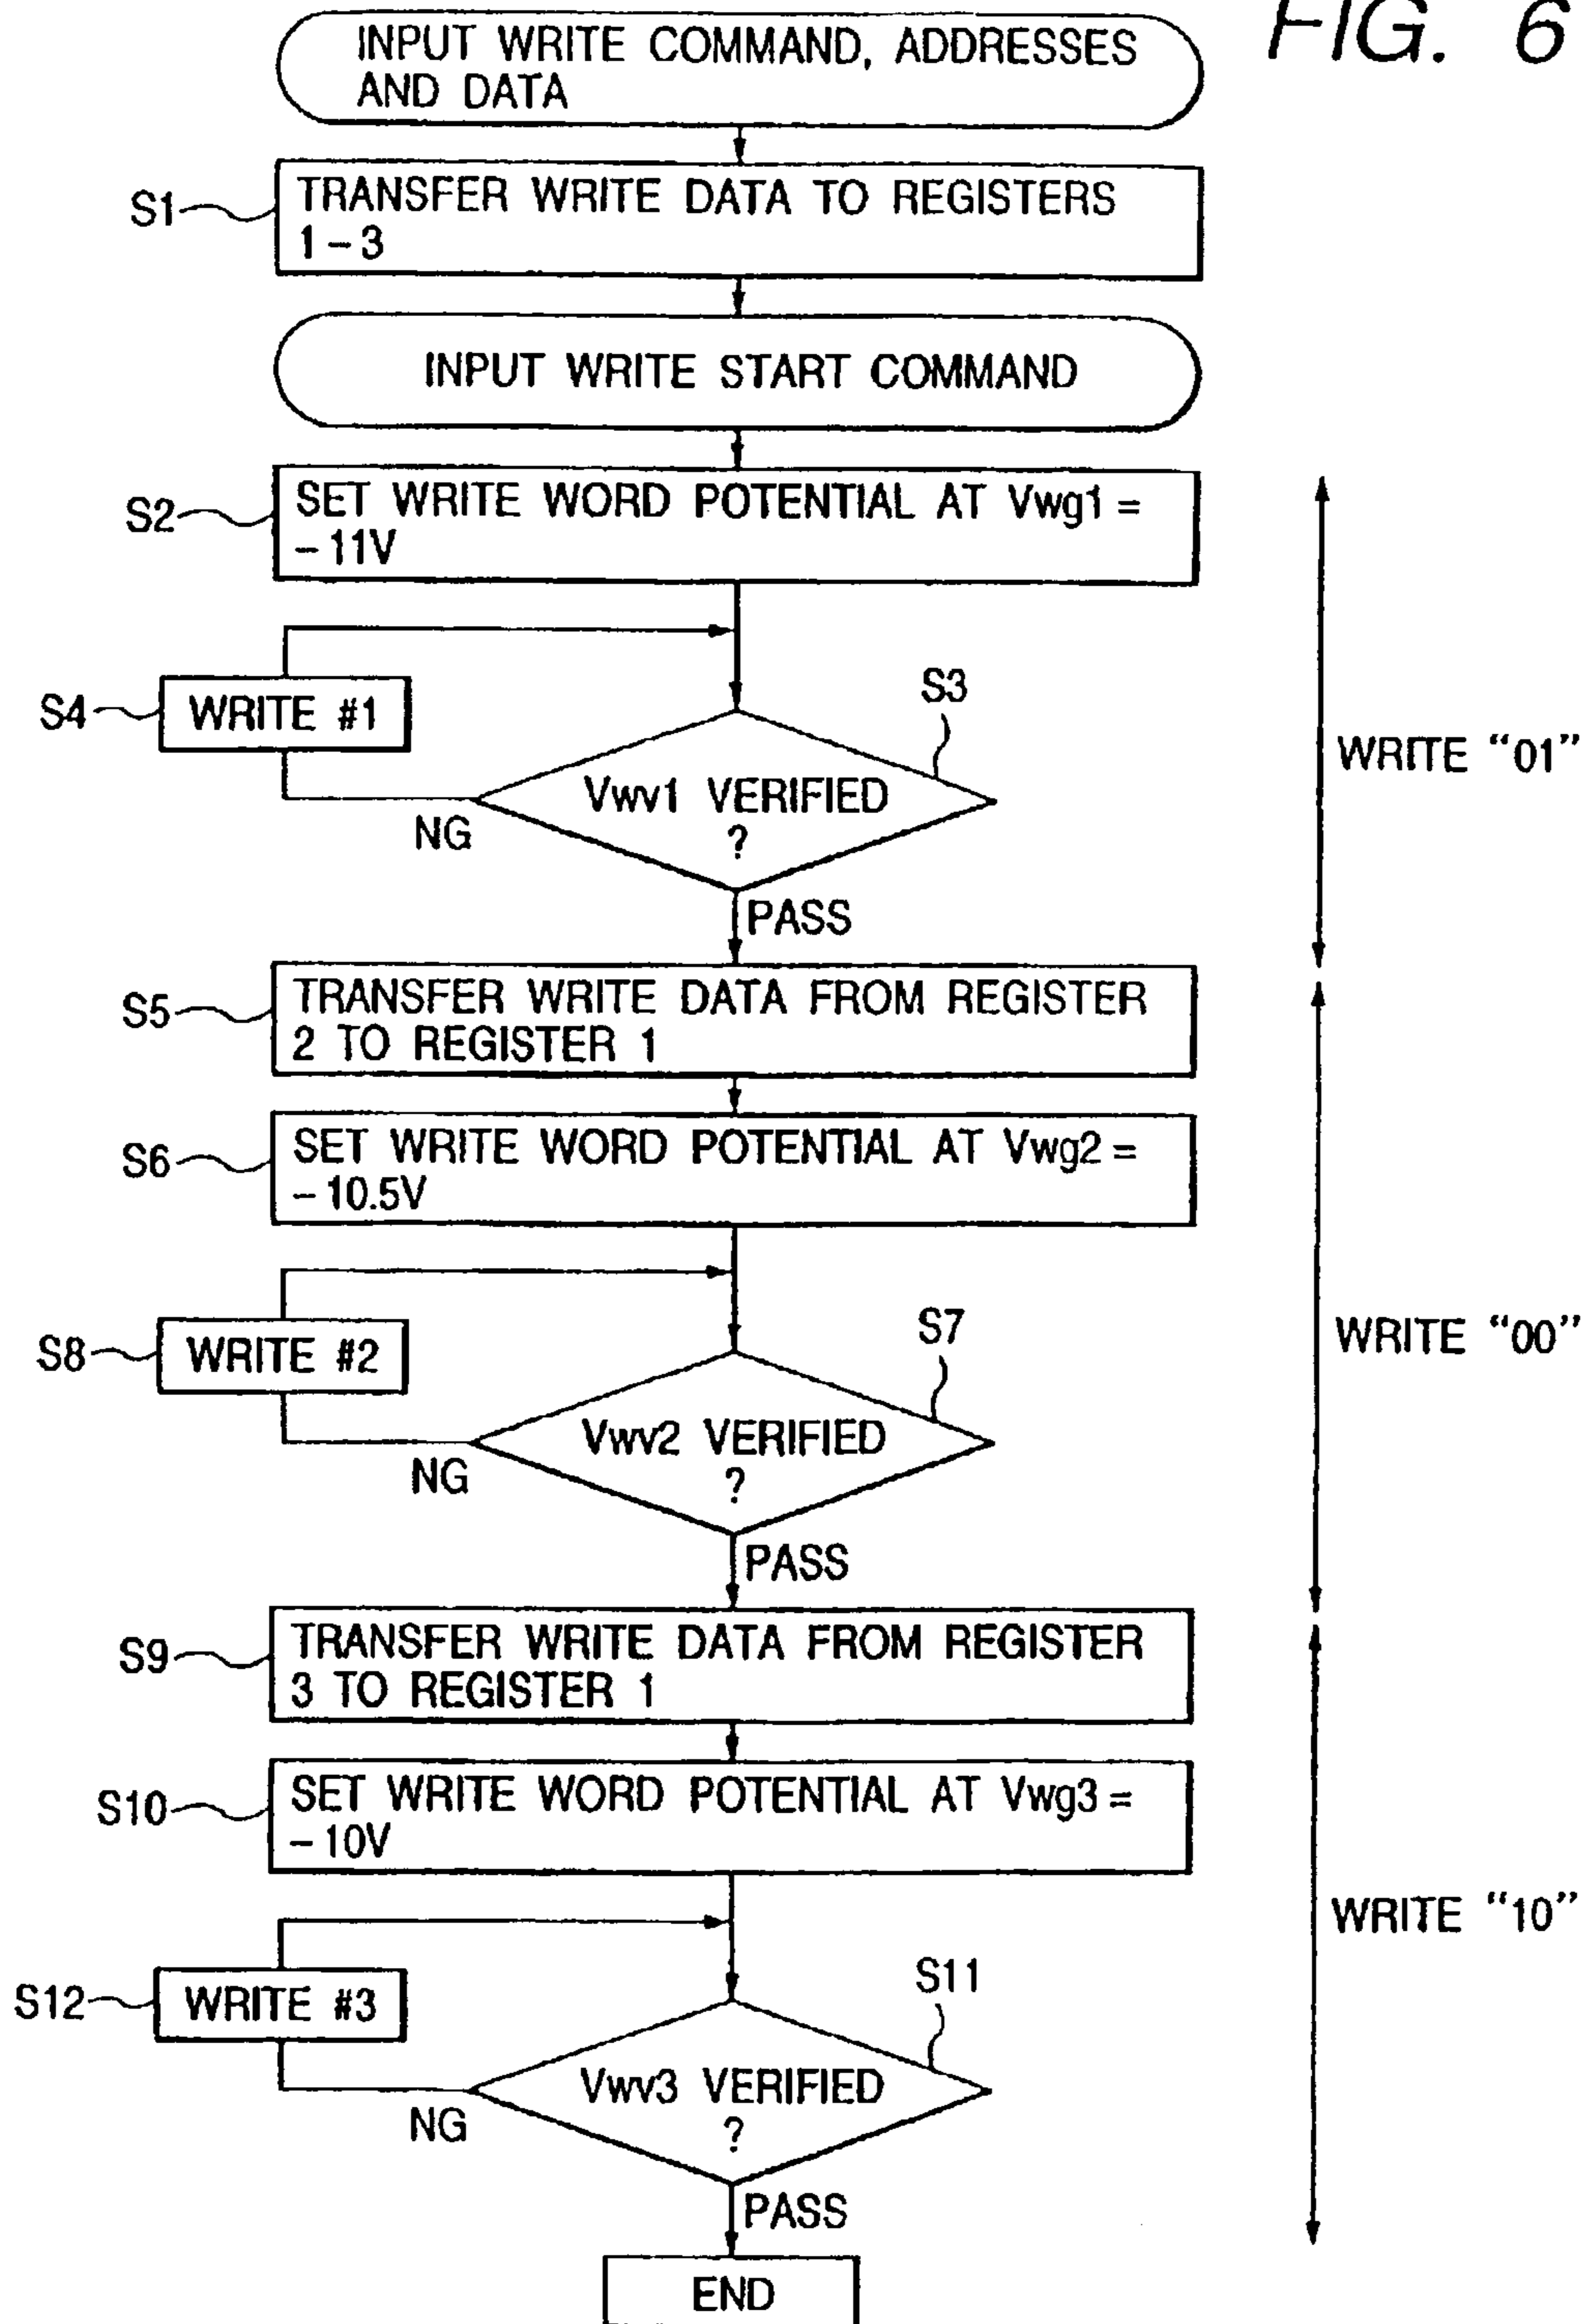 FIG. 6
INPUT WRITE COMMAND, ADDRESSES
AND DATA
S1
TRANSFER WRITE DATA TO REGISTERS
1 – 3
INPUT WRITE START COMMAND
S2
SET WRITE WORD POTENTIAL AT Vwg1 =
– 11V
S4
WRITE #1
S3
Vwv1 VERIFIED
?
NG
PASS
WRITE “01”
S5
TRANSFER WRITE DATA FROM REGISTER
2 TO REGISTER 1
S6
SET WRITE WORD POTENTIAL AT Vwg2 =
– 10.5V
S8
WRITE #2
S7
Vwv2 VERIFIED
?
NG
PASS
WRITE “00”
S9
TRANSFER WRITE DATA FROM REGISTER
3 TO REGISTER 1
S10
SET WRITE WORD POTENTIAL AT Vwg3 =
– 10V
S12
WRITE #3
S11
Vwv3 VERIFIED
?
NG
PASS
WRITE “10”
END